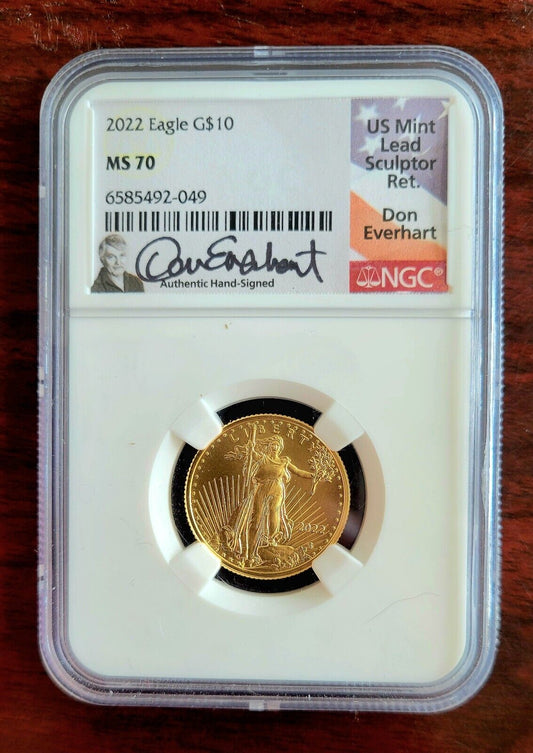 2022 Eagle G$10
MS 70
6585492-049
Don Everhart
Authentic Hand-Signed
US Mint
Lead
Sculptor
Ret.
Don
Everhart
NGC®
LIBERTY
2022